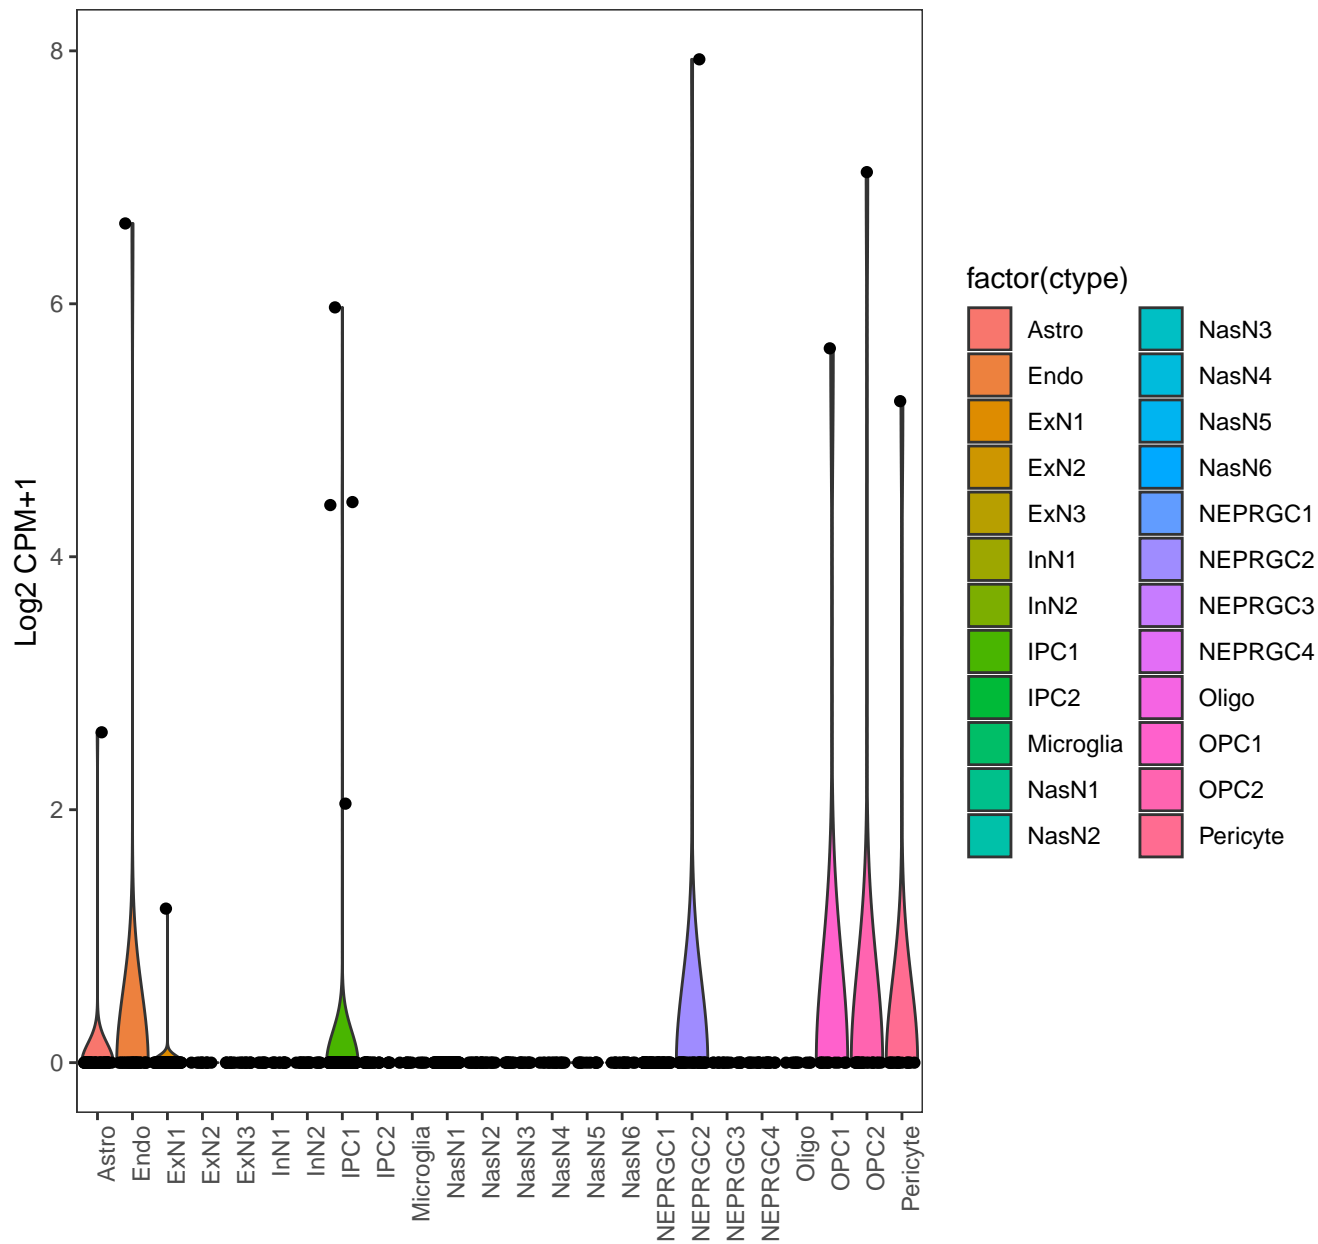 8
6
4
2
0
Log2 CPM+1
Astro
Endo
ExN1
ExN2
ExN3
InN1
InN2
IPC1
IPC2
Microglia
NasN1
NasN2
NasN3
NasN4
NasN5
NasN6
NEPRGC1
NEPRGC2
NEPRGC3
NEPRGC4
Oligo
OPC1
OPC2
Pericyte
factor(ctype)
Astro
Endo
ExN1
ExN2
ExN3
InN1
InN2
IPC1
IPC2
Microglia
NasN1
NasN2
NasN3
NasN4
NasN5
NasN6
NEPRGC1
NEPRGC2
NEPRGC3
NEPRGC4
Oligo
OPC1
OPC2
Pericyte